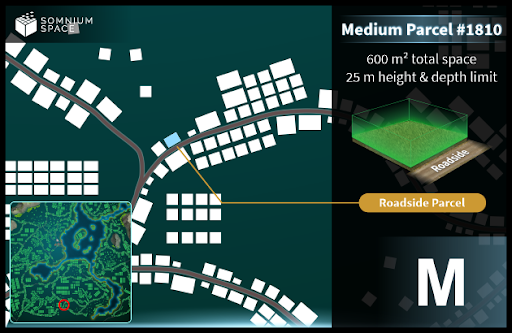 SOMNIUM
SPACE
Medium Parcel #1810
600 m² total space
25 m height & depth limit
Roadside
Roadside Parcel
M